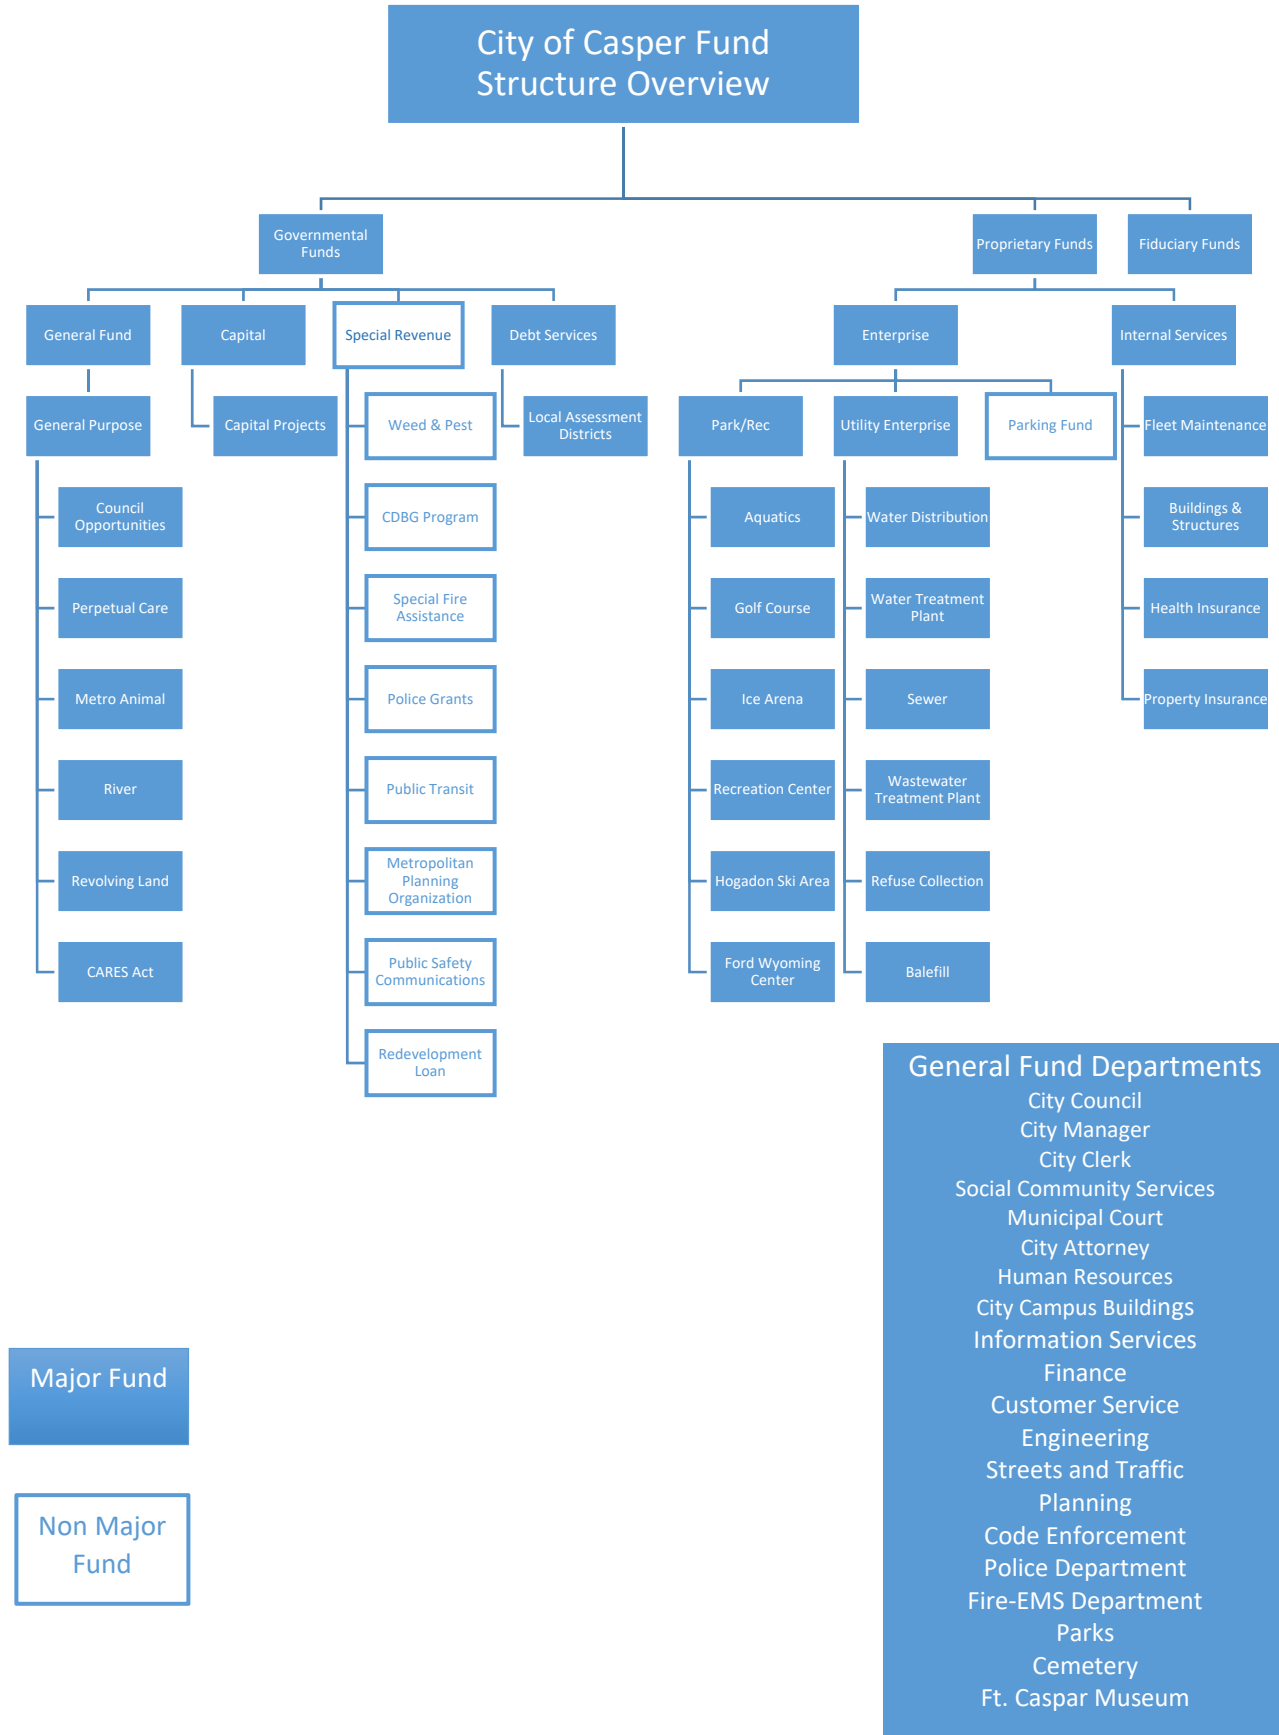 City of Casper Fund
Structure Overview
Governmental
Funds
Proprietary Funds
Fiduciary Funds
General Fund
Capital
Special Revenue
Debt Services
Enterprise
Internal Services
General Purpose
Capital Projects
Weed & Pest
Local Assessment
Districts
Park/Rec
Utility Enterprise
Parking Fund
Fleet Maintenance
Council
Opportunities
CDBG Program
Aquatics
Water Distribution
Buildings &
Structures
Perpetual Care
Special Fire
Assistance
Golf Course
Water Treatment
Plant
Health Insurance
Metro Animal
Police Grants
Ice Arena
Sewer
Property Insurance
River
Public Transit
Recreation Center
Wastewater
Treatment Plant
Revolving Land
Metropolitan
Planning
Organization
Hogadon Ski Area
Refuse Collection
CARES Act
Public Safety
Communications
Ford Wyoming
Center
Balefill
Redevelopment
Loan
General Fund Departments
City Council
City Manager
City Clerk
Social Community Services
Municipal Court
City Attorney
Human Resources
City Campus Buildings
Information Services
Finance
Customer Service
Engineering
Streets and Traffic
Planning
Code Enforcement
Police Department
Fire-EMS Department
Parks
Cemetery
Ft. Caspar Museum
Major Fund
Non Major
Fund